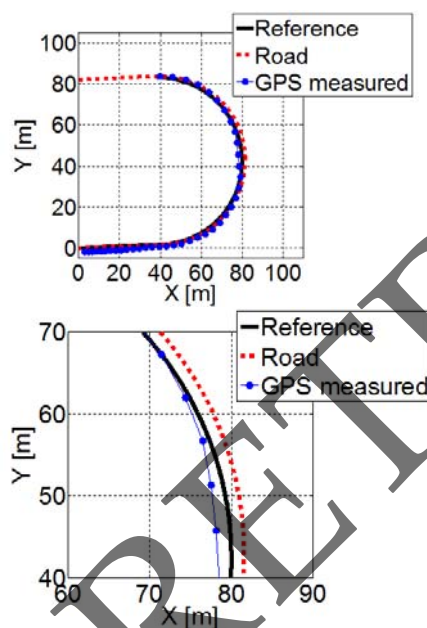 Reference
Road
GPS measured
Y [m]
100
80
60
40
20
0
0 20 40 60 80 100
X [m]
Reference
Road
GPS measured
Y [m]
70
60
50
40
60 70 80 90
X [m]